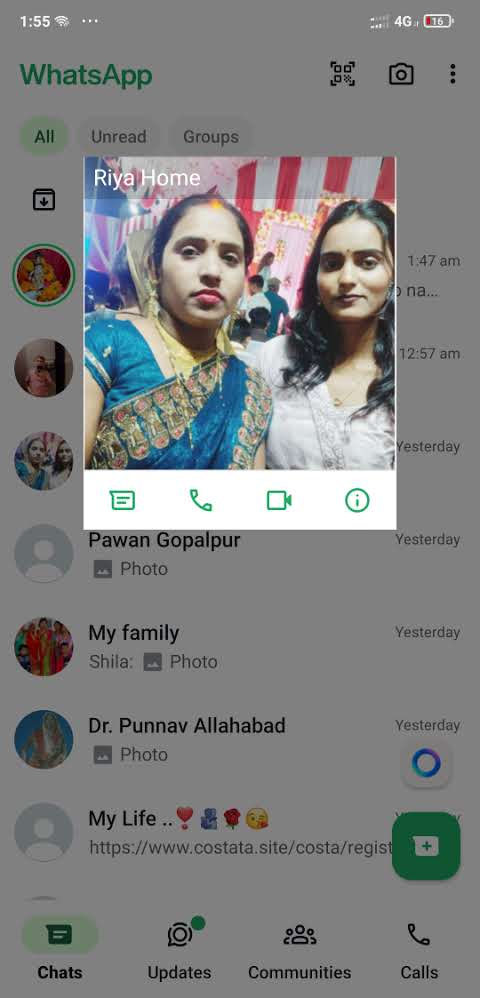 1:55
4G
16
WhatsApp
All
Unread
Groups
Riya Home
1:47 am
na...
12:57 am
Yesterday
Pawan Gopalpur
Yesterday
Photo
My family
Yesterday
Shila: Photo
Dr. Punnav Allahabad
Yesterday
Photo
My Life ..❣️🫂🌹😘
https://www.costata.site/costa/regist
Chats
Updates
Communities
Calls